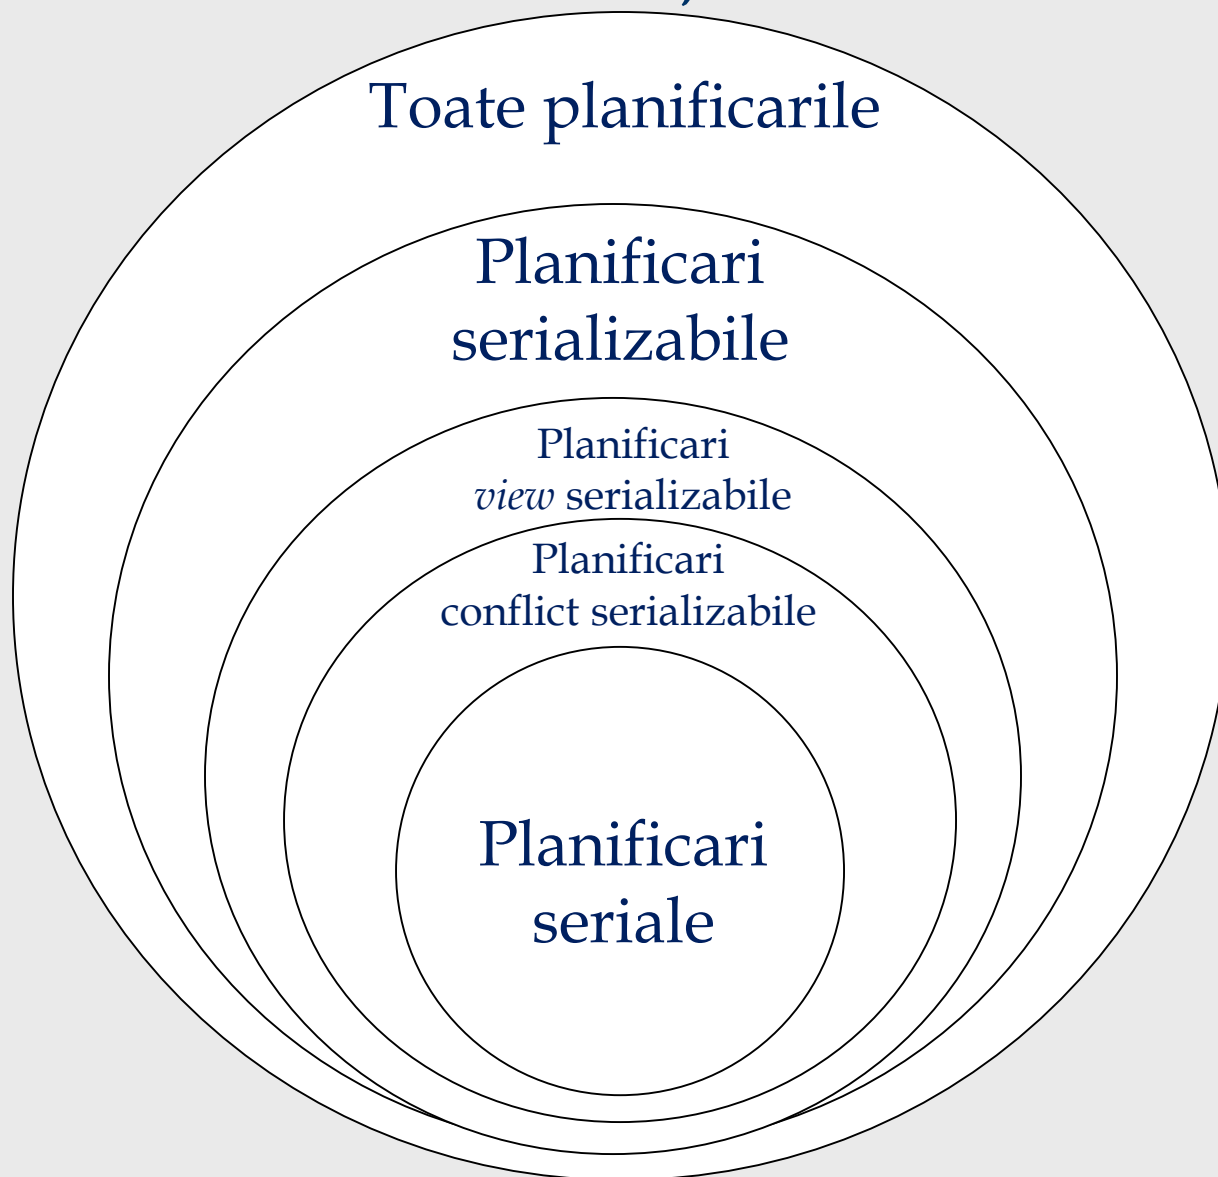 Toate planificarile
Planificari
serializabile
Planificari
view serializabile
Planificari
conflict serializabile
Planificari
seriale